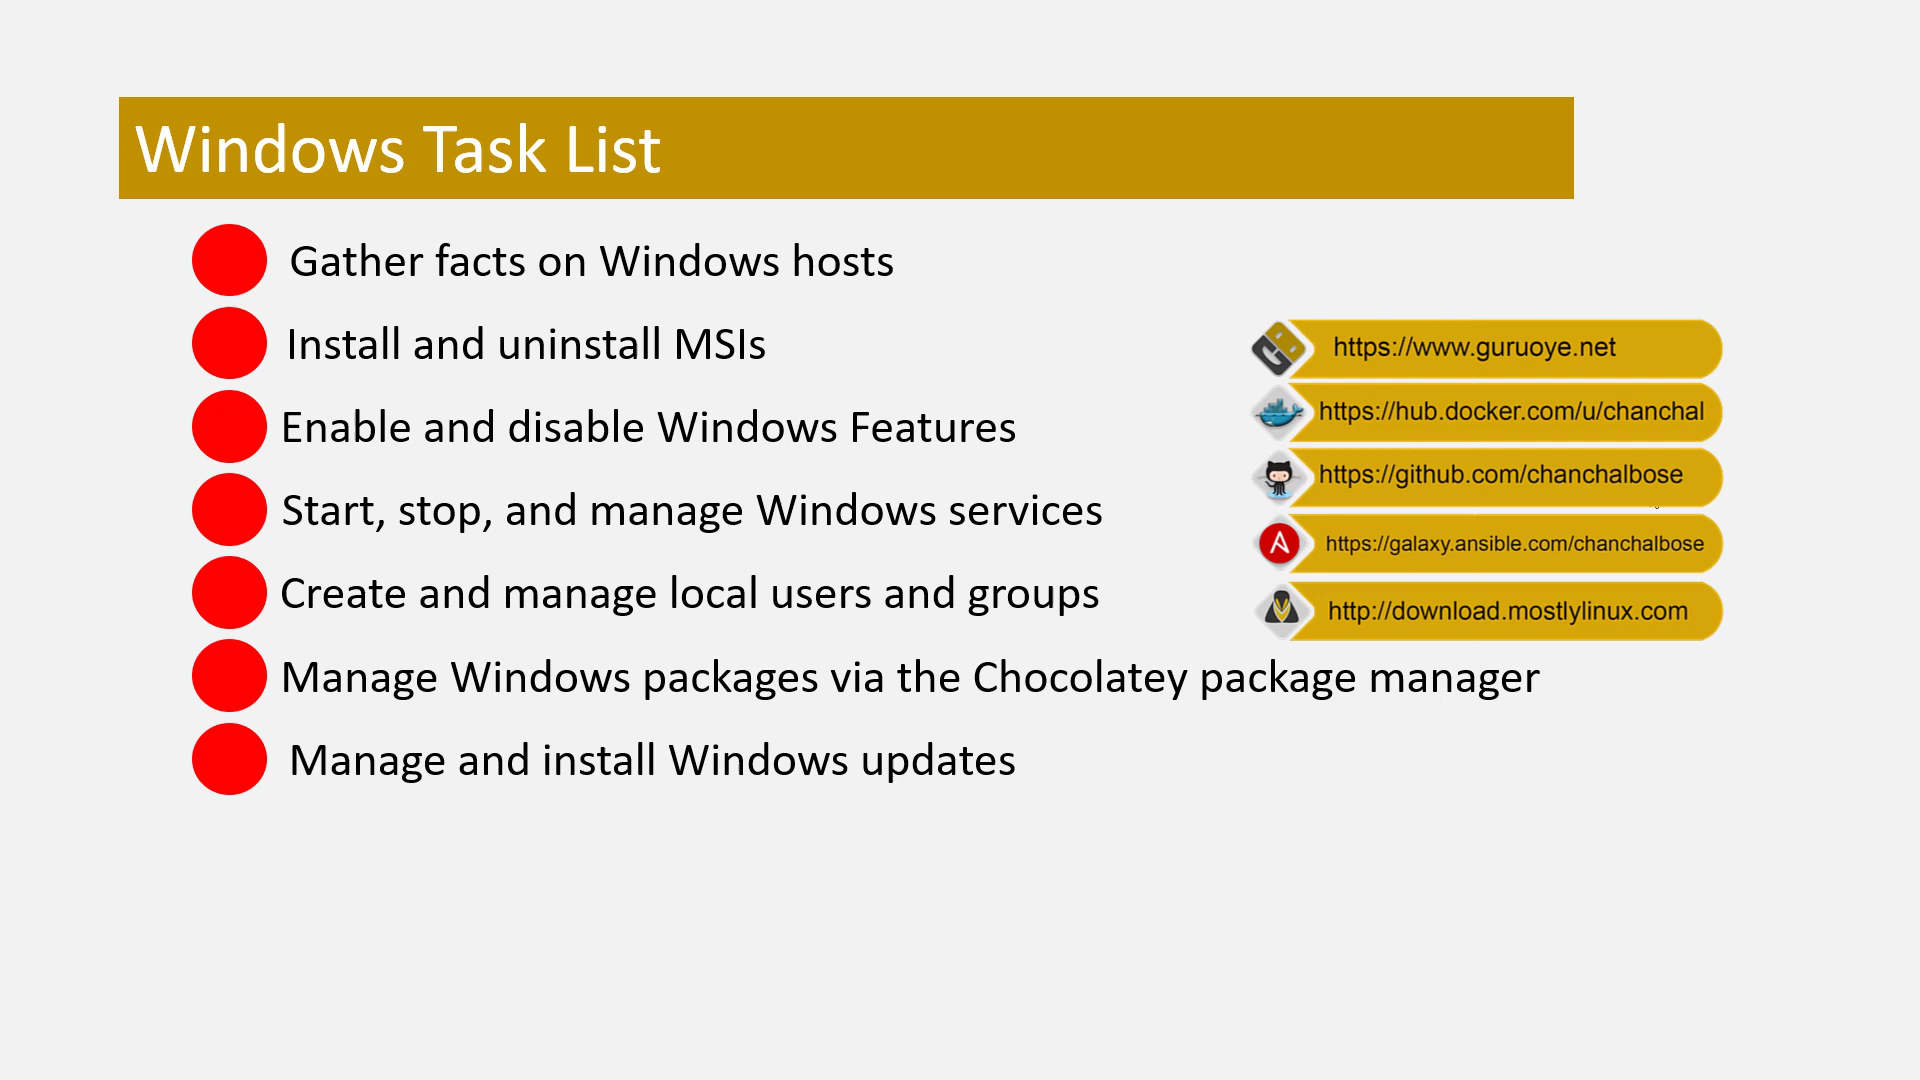 Windows Task List
Gather facts on Windows hosts
Install and uninstall MSIs
Enable and disable Windows Features
Start, stop, and manage Windows services
Create and manage local users and groups
Manage Windows packages via the Chocolatey package manager
Manage and install Windows updates
https://www.guruoye.net
https://hub.docker.com/u/chanchal
https://github.com/chanchalbose
https://galaxy.ansible.com/chanchalbose
http://download.mostlylinux.com